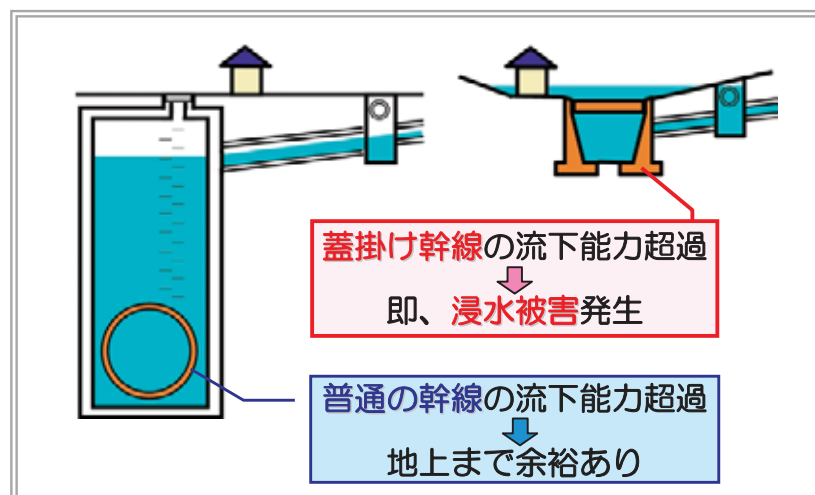 蓋掛け幹線の流下能力超過
即、浸水被害発生
普通の幹線の流下能力超過
地上まで余裕あり